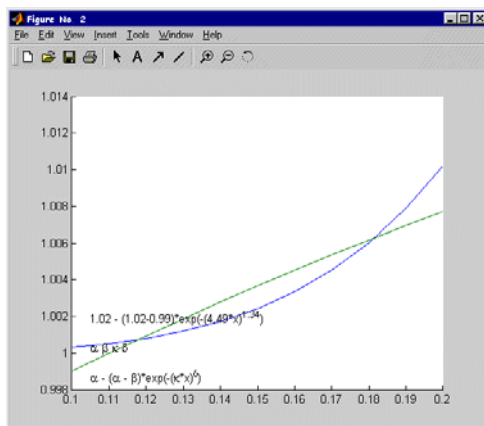 Figure No. 2
File Edit View Insert Tools Window Help
1.014
1.012
1.01
1.008
1.006
1.004
1.002
1
0.998
1.02 - (1.02-0.99)*exp(-(4.49*x)^1.34)
α β κ δ
α - (α - β)*exp(-(κ*x)^δ)
0.1 0.11 0.12 0.13 0.14 0.15 0.16 0.17 0.18 0.19 0.2